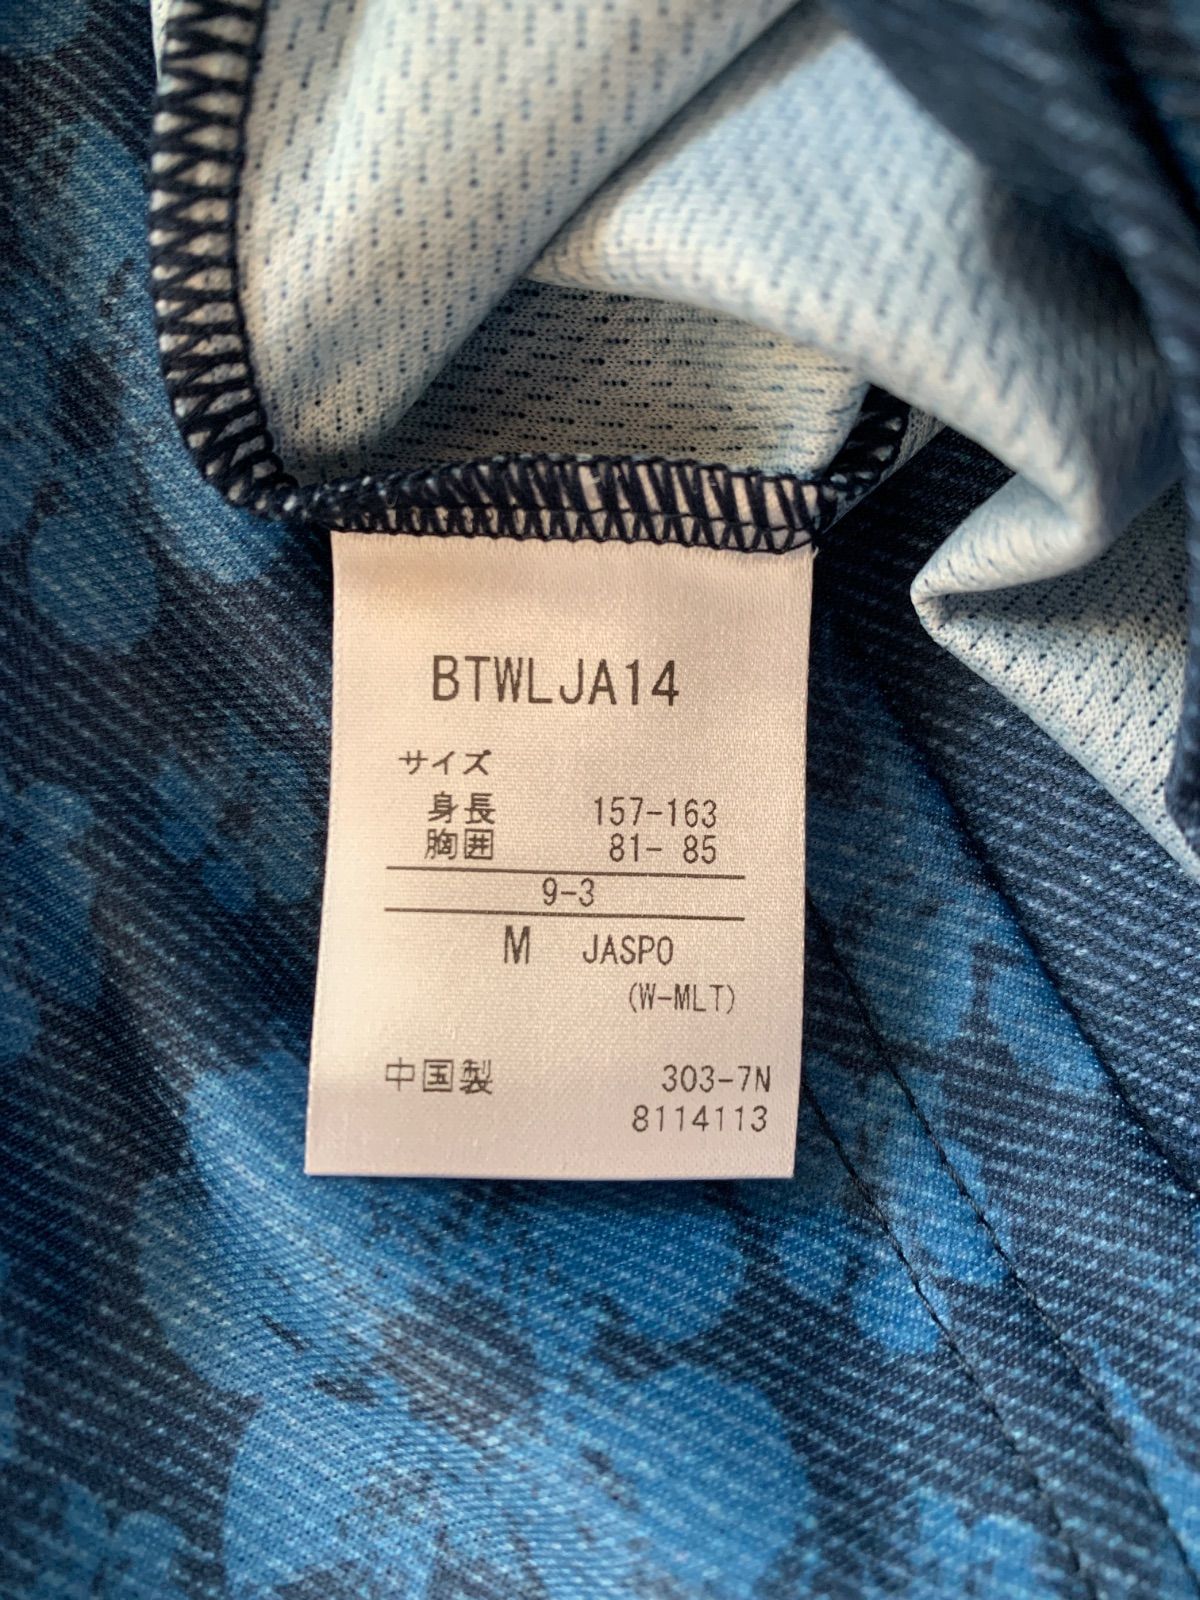 BTWLJA14
サイズ
身長 157-163
胸囲 81- 85
9-3
M JASPO
(W-MLT)
中国製 303-7N
8114113